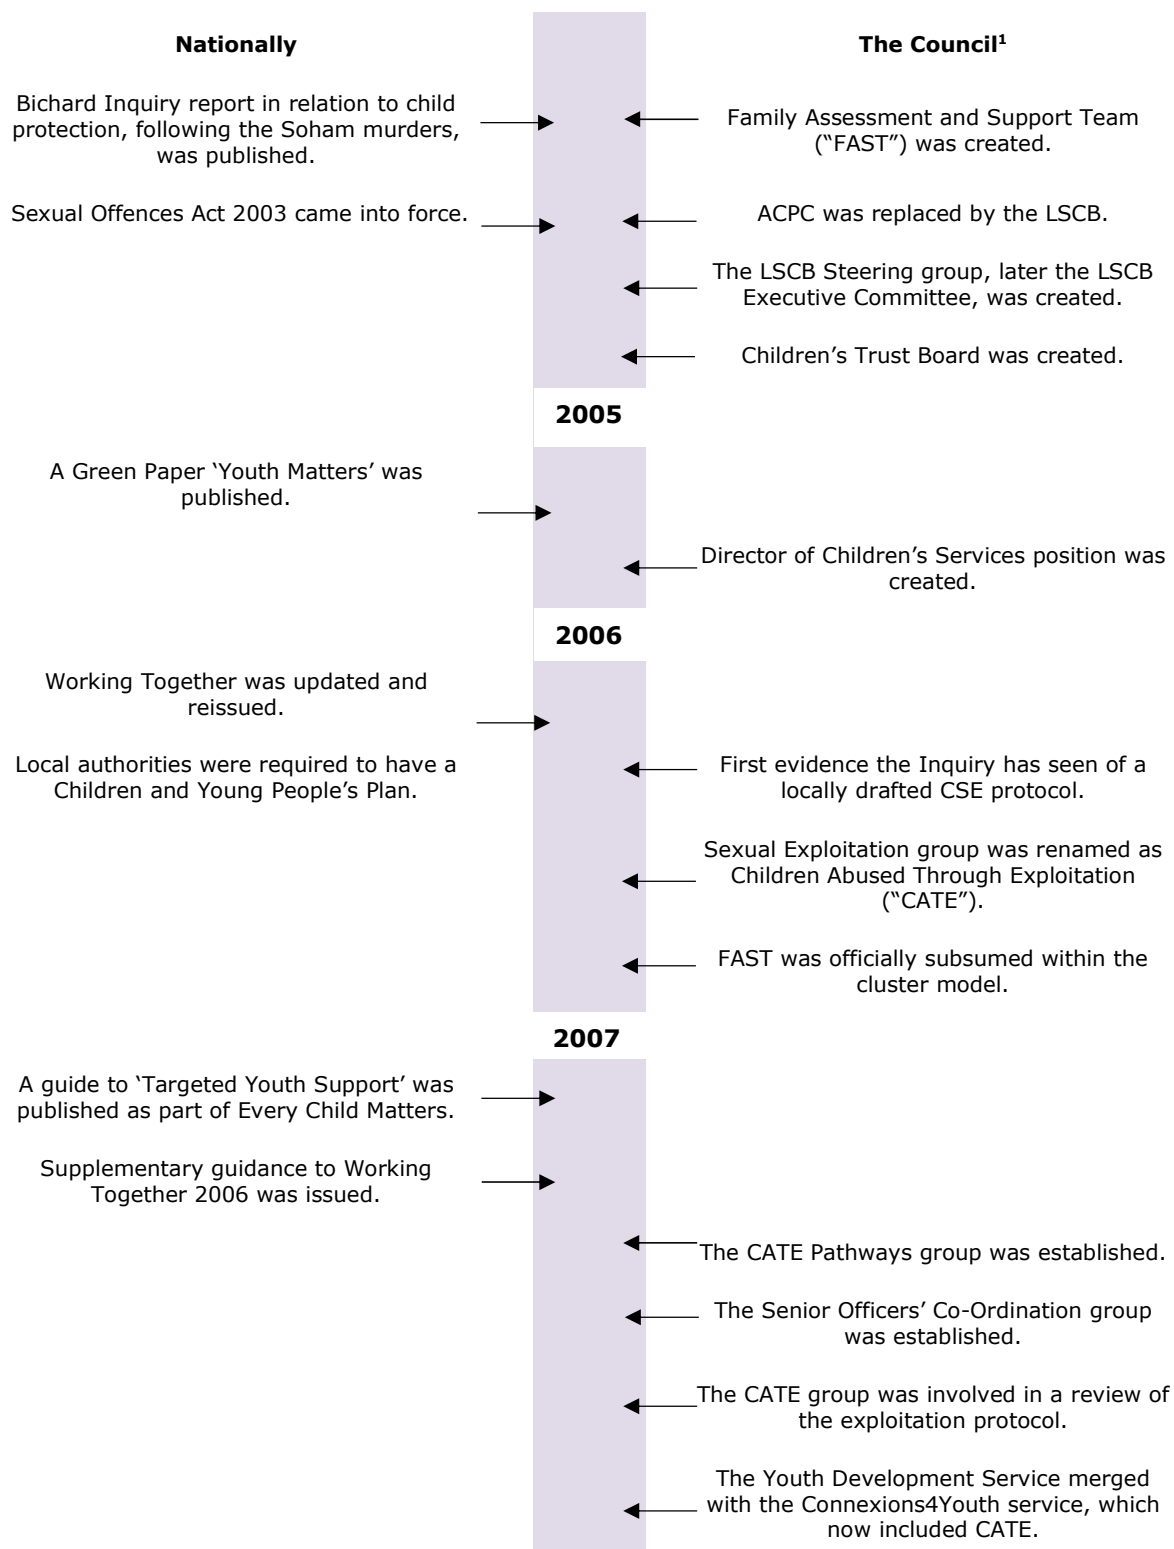 Nationally
The Council¹
Bichard Inquiry report in relation to child
protection, following the Soham murders,
was published.
Family Assessment and Support Team
(“FAST”) was created.
Sexual Offences Act 2003 came into force.
ACPC was replaced by the LSCB.
The LSCB Steering group, later the LSCB
Executive Committee, was created.
Children’s Trust Board was created.
2005
A Green Paper ‘Youth Matters’ was
published.
Director of Children’s Services position was
created.
2006
Working Together was updated and
reissued.
Local authorities were required to have a
Children and Young People’s Plan.
First evidence the Inquiry has seen of a
locally drafted CSE protocol.
Sexual Exploitation group was renamed as
Children Abused Through Exploitation
(“CATE”).
FAST was officially subsumed within the
cluster model.
2007
A guide to ‘Targeted Youth Support’ was
published as part of Every Child Matters.
Supplementary guidance to Working
Together 2006 was issued.
The CATE Pathways group was established.
The Senior Officers’ Co-Ordination group
was established.
The CATE group was involved in a review of
the exploitation protocol.
The Youth Development Service merged
with the Connexions4Youth service, which
now included CATE.